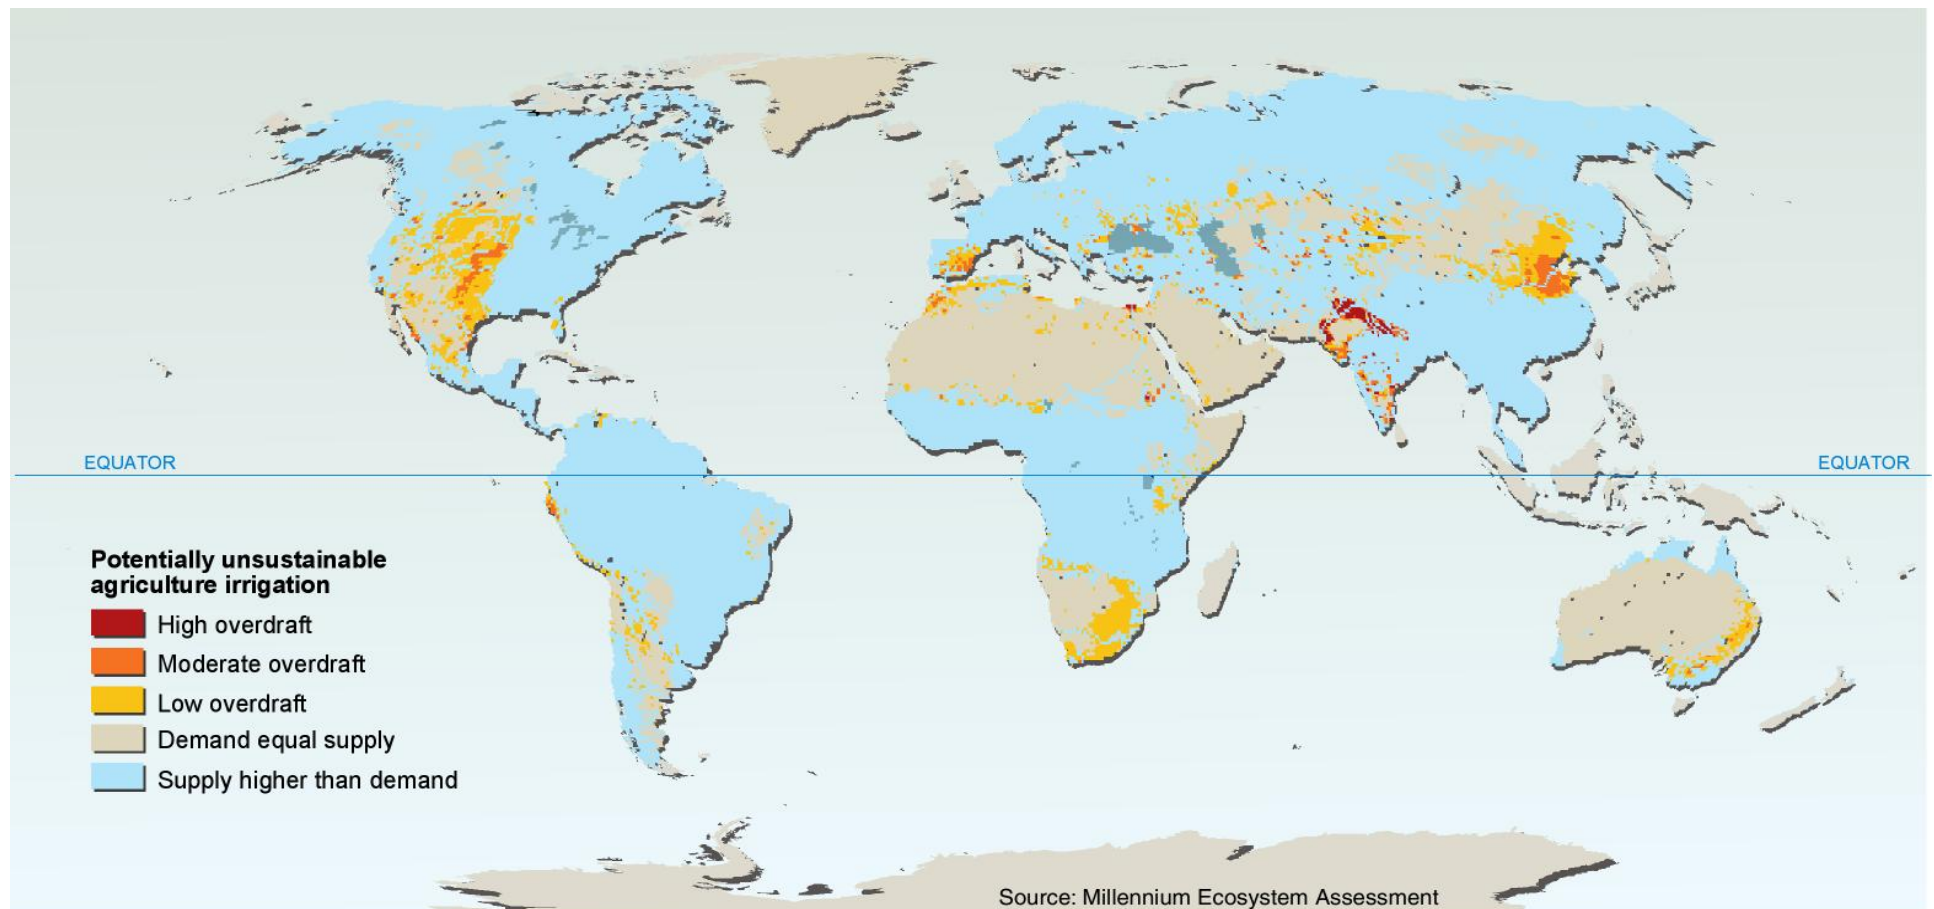 EQUATOR
EQUATOR
Potentially unsustainable
agriculture irrigation
High overdraft
Moderate overdraft
Low overdraft
Demand equal supply
Supply higher than demand
Source: Millennium Ecosystem Assessment